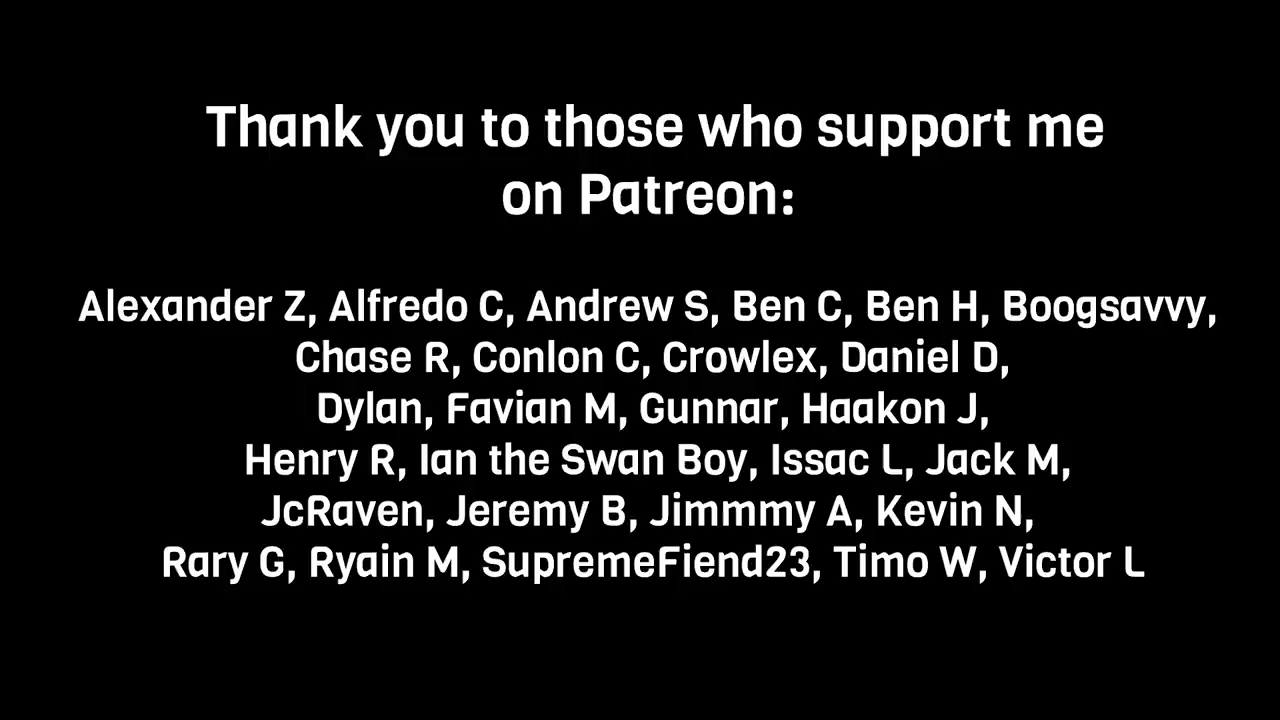 Thank you to those who support me
on Patreon:
Alexander Z, Alfredo C, Andrew S, Ben C, Ben H, Boogsavvy,
Chase R, Conlon C, Crowlex, Daniel D,
Dylan, Favian M, Gunnar, Haakon J,
Henry R, Ian the Swan Boy, Issac L, Jack M,
JcRaven, Jeremy B, Jimmmy A, Kevin N,
Rary G, Ryain M, SupremeFiend23, Timo W, Victor L